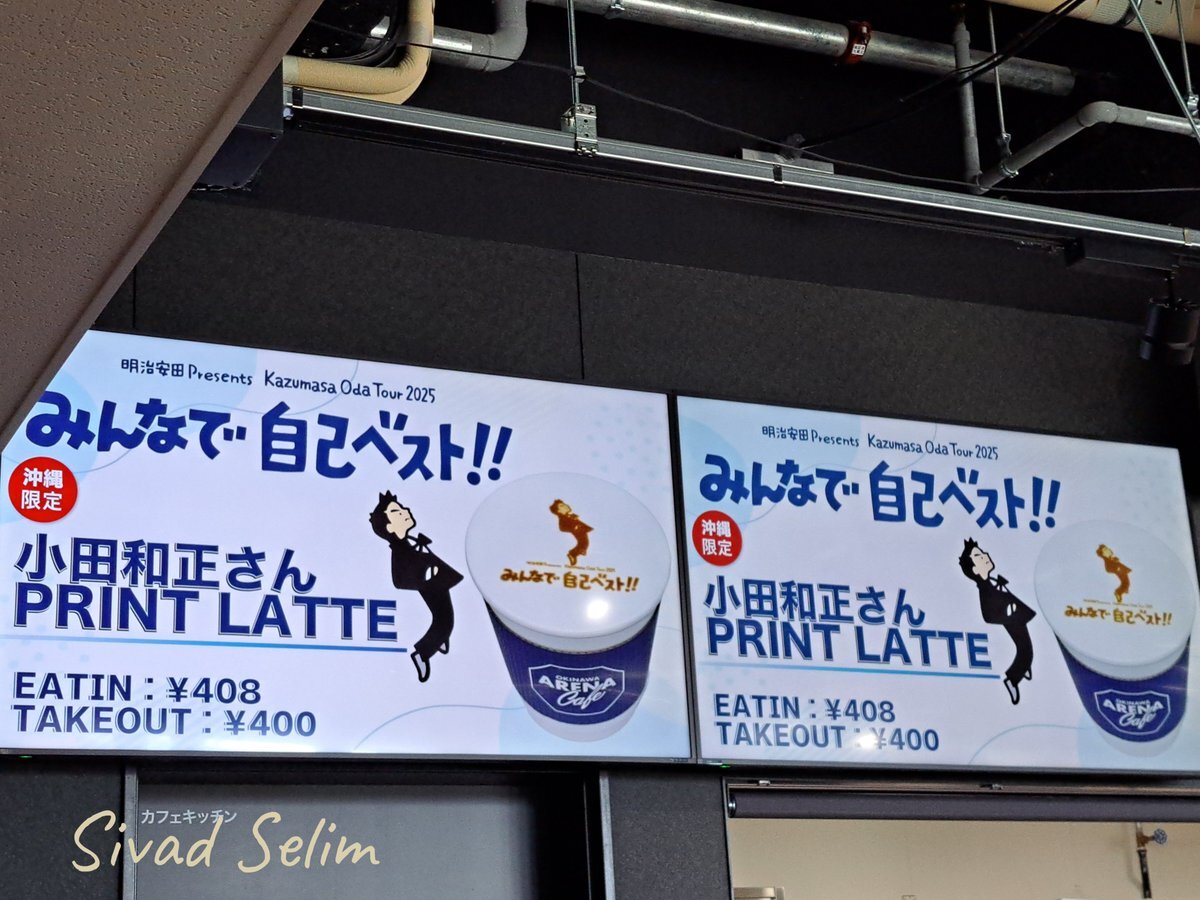 明治安田 Presents Kazumasa Oda Tour 2025
みんなで 自己ベスト!!
沖縄
限定
小田和正さん
PRINT LATTE
EATIN：¥408
TAKEOUT：¥400
みんなで 自己ベスト!!
OKINAWA
ARENA
Cafe
明治安田 Presents Kazumasa Oda Tour 2025
みんなで 自己ベスト!!
沖縄
限定
小田和正さん
PRINT LATTE
EATIN：¥408
TAKEOUT：¥400
みんなで 自己ベスト!!
OKINAWA
ARENA
Cafe
カフェキッチン
Sivad Selim